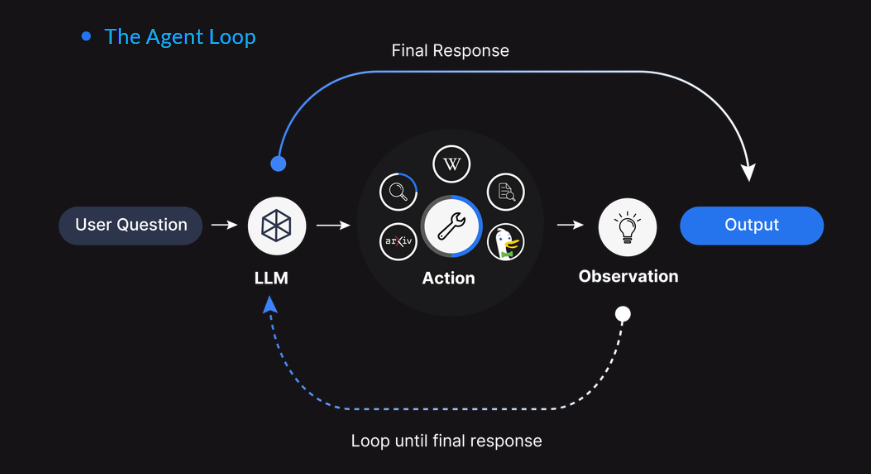 The Agent Loop
Final Response
W
User Question
arXiv
Output
LLM
Action
Observation
Loop until final response